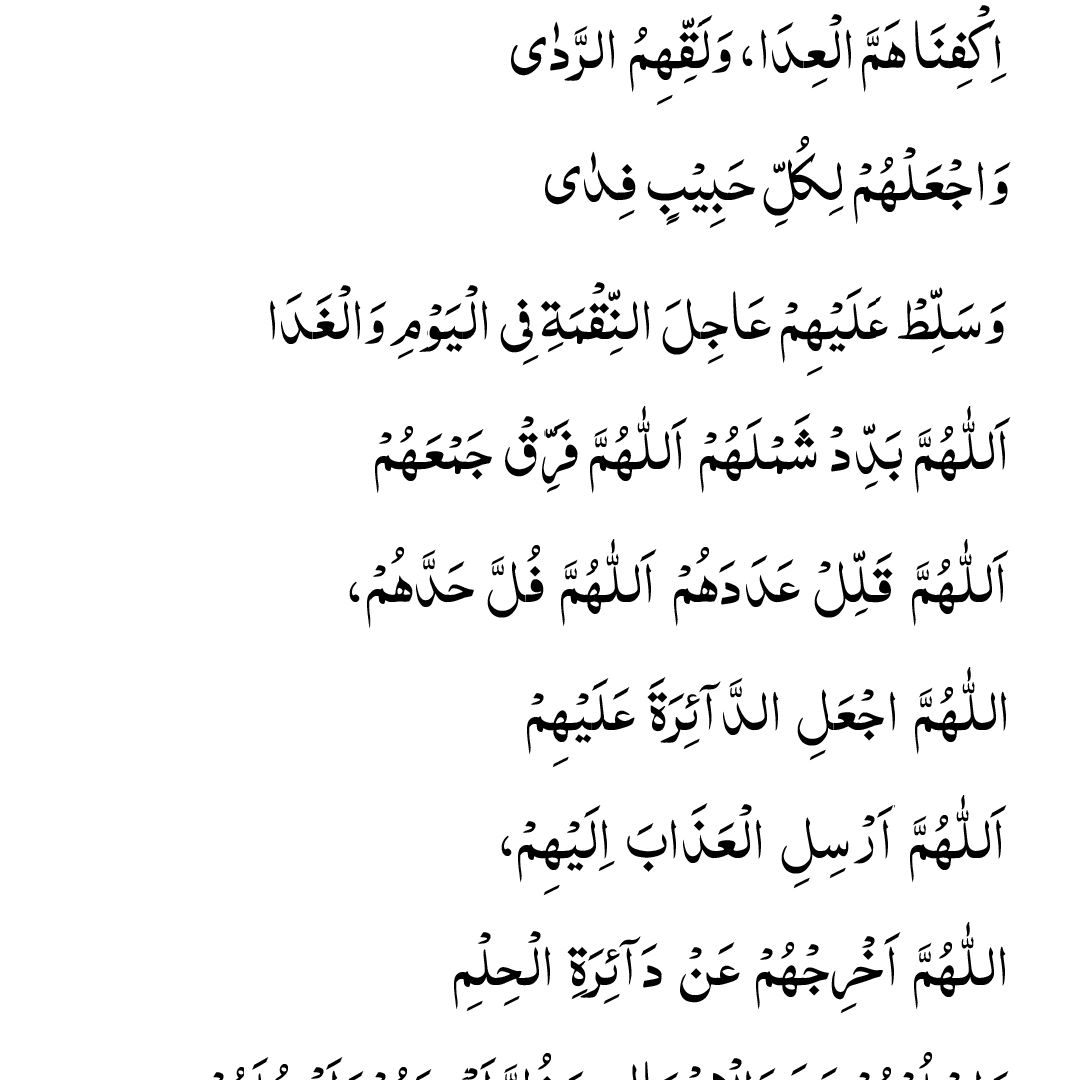 اِكْفِنَا هَمَّ الْعِدَا، وَلَقِّهِمُ الرَّدٰى
وَاجْعَلْهُمْ لِكُلِّ حَبِيْبٍ فِدٰى
وَسَلِّطْ عَلَيْهِمْ عَاجِلَ النِّقْمَةِ فِى الْيَوْمِ وَالْغَدَا
اَللّٰهُمَّ بَدِّدْ شَمْلَهُمْ اَللّٰهُمَّ فَرِّقْ جَمْعَهُمْ
اَللّٰهُمَّ قَلِّلْ عَدَدَهُمْ اَللّٰهُمَّ فُلَّ حَدَّهُمْ،
اللّٰهُمَّ اجْعَلِ الدَّآئِرَةَ عَلَيْهِمْ
اَللّٰهُمَّ اَرْسِلِ الْعَذَابَ اِلَيْهِمْ،
اللّٰهُمَّ اَخْرِجْهُمْ عَنْ دَآئِرَةِ الْحِلْمِ